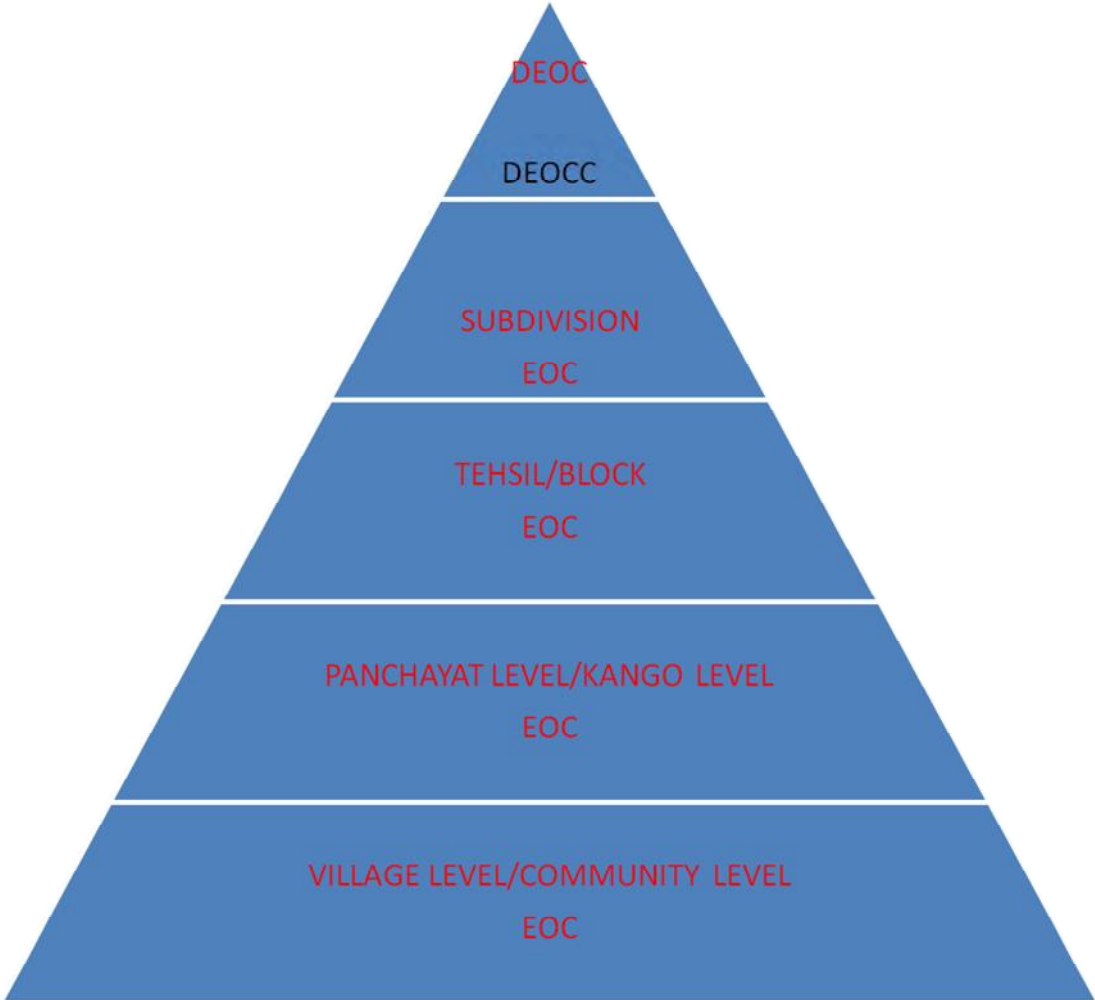 DEOC
DEOCC
SUBDIVISION
EOC
TEHSIL/BLOCK
EOC
PANCHAYAT LEVEL/KANGO LEVEL
EOC
VILLAGE LEVEL/COMMUNITY LEVEL
EOC